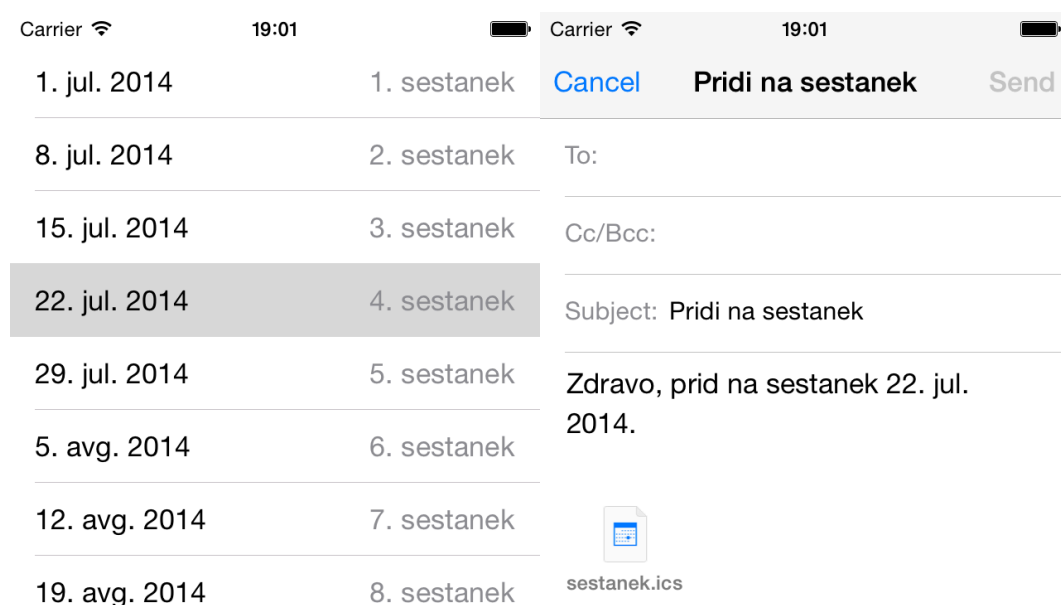 Carrier 19:01
1. jul. 2014 1. sestanek
8. jul. 2014 2. sestanek
15. jul. 2014 3. sestanek
22. jul. 2014 4. sestanek
29. jul. 2014 5. sestanek
5. avg. 2014 6. sestanek
12. avg. 2014 7. sestanek
19. avg. 2014 8. sestanek
Carrier 19:01
Cancel Pridi na sestanek Send
To:
Cc/Bcc:
Subject: Pridi na sestanek
Zdravo, prid na sestanek 22. jul.
2014.
sestanek.ics